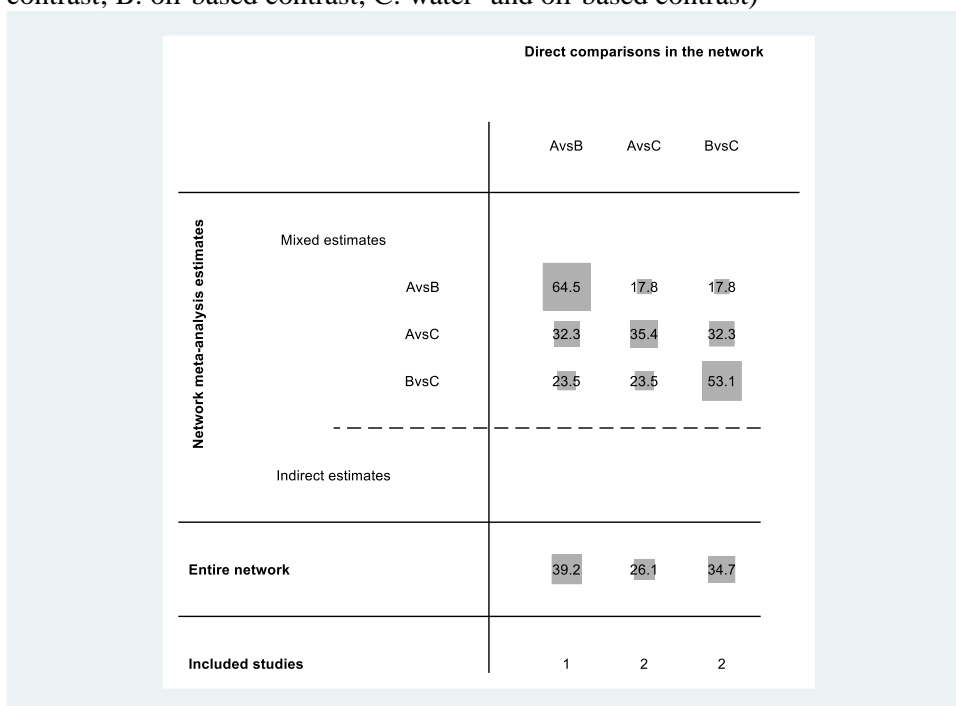 contrast; B: oil-based contrast; C: water- and oil-based contrast)
Direct comparisons in the network
AvsB AvsC BvsC
Network meta-analysis estimates
Mixed estimates
AvsB 64.5 17.8 17.8
AvsC 32.3 35.4 32.3
BvsC 23.5 23.5 53.1
Indirect estimates
Entire network 39.2 26.1 34.7
Included studies 1 2 2